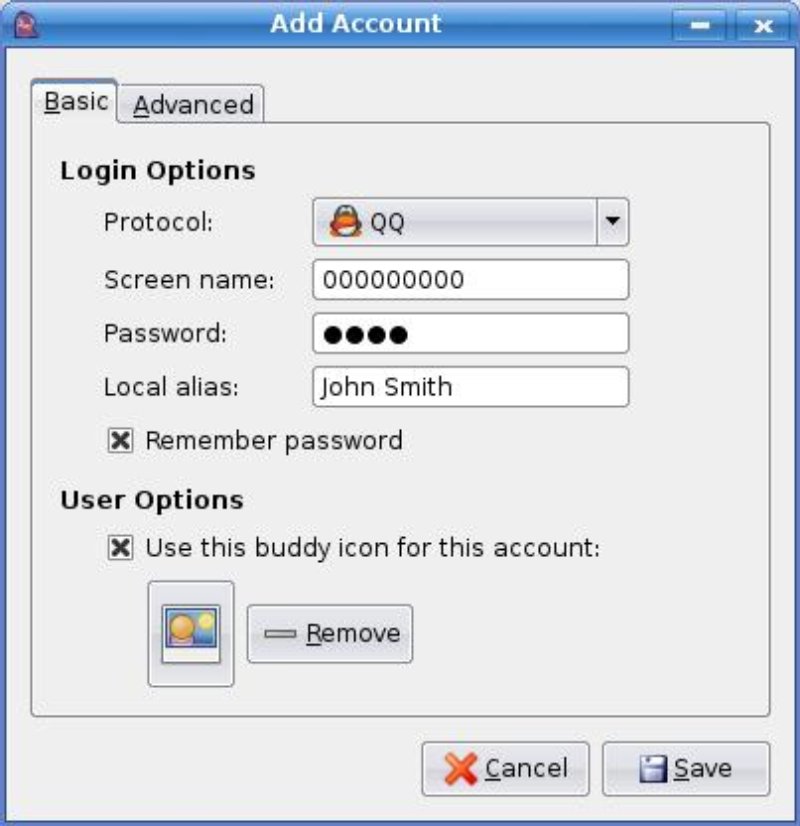 Add Account
Basic Advanced
Login Options
Protocol: QQ
Screen name: 000000000
Password: ●●●●
Local alias: John Smith
Remember password
User Options
Use this buddy icon for this account:
Remove
Cancel Save